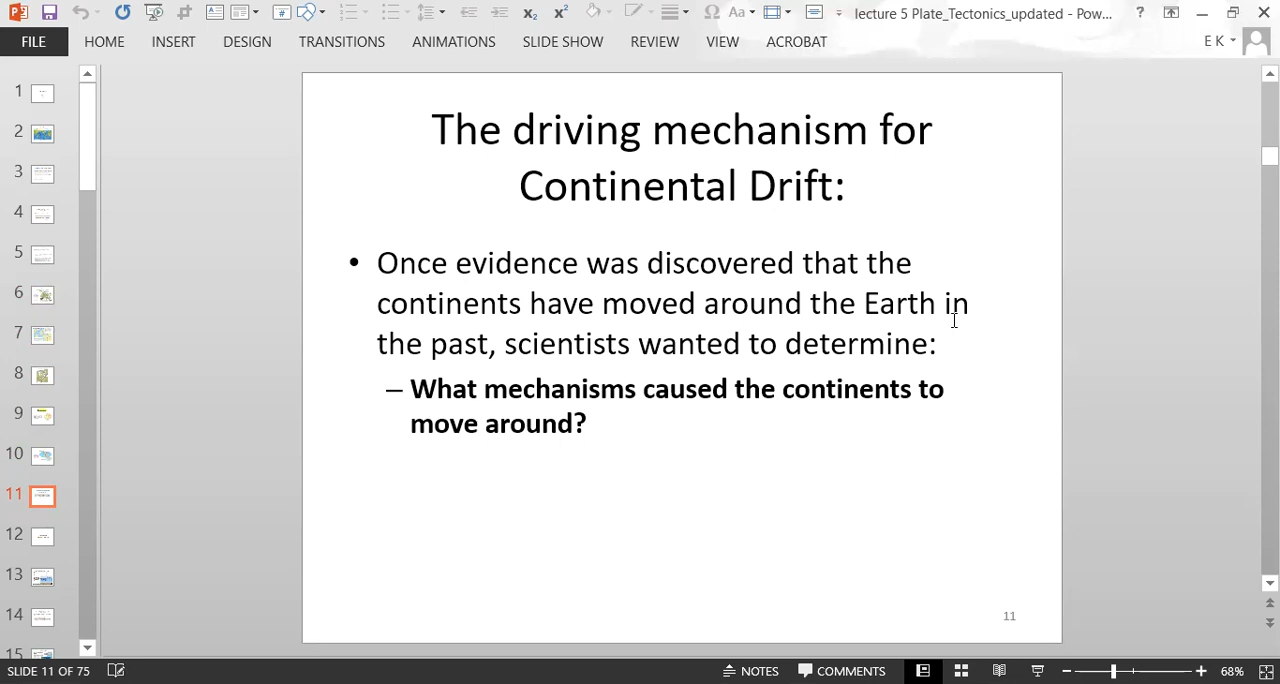 lecture 5 Plate_Tectonics_updated - Pow...
FILE HOME INSERT DESIGN TRANSITIONS ANIMATIONS SLIDE SHOW REVIEW VIEW ACROBAT E K
1
2
3
4
5
6
7
8
9
10
11
12
13
14
15
The driving mechanism for
Continental Drift:
• Once evidence was discovered that the
continents have moved around the Earth in
the past, scientists wanted to determine:
– What mechanisms caused the continents to
move around?
11
SLIDE 11 OF 75 NOTES COMMENTS 68%